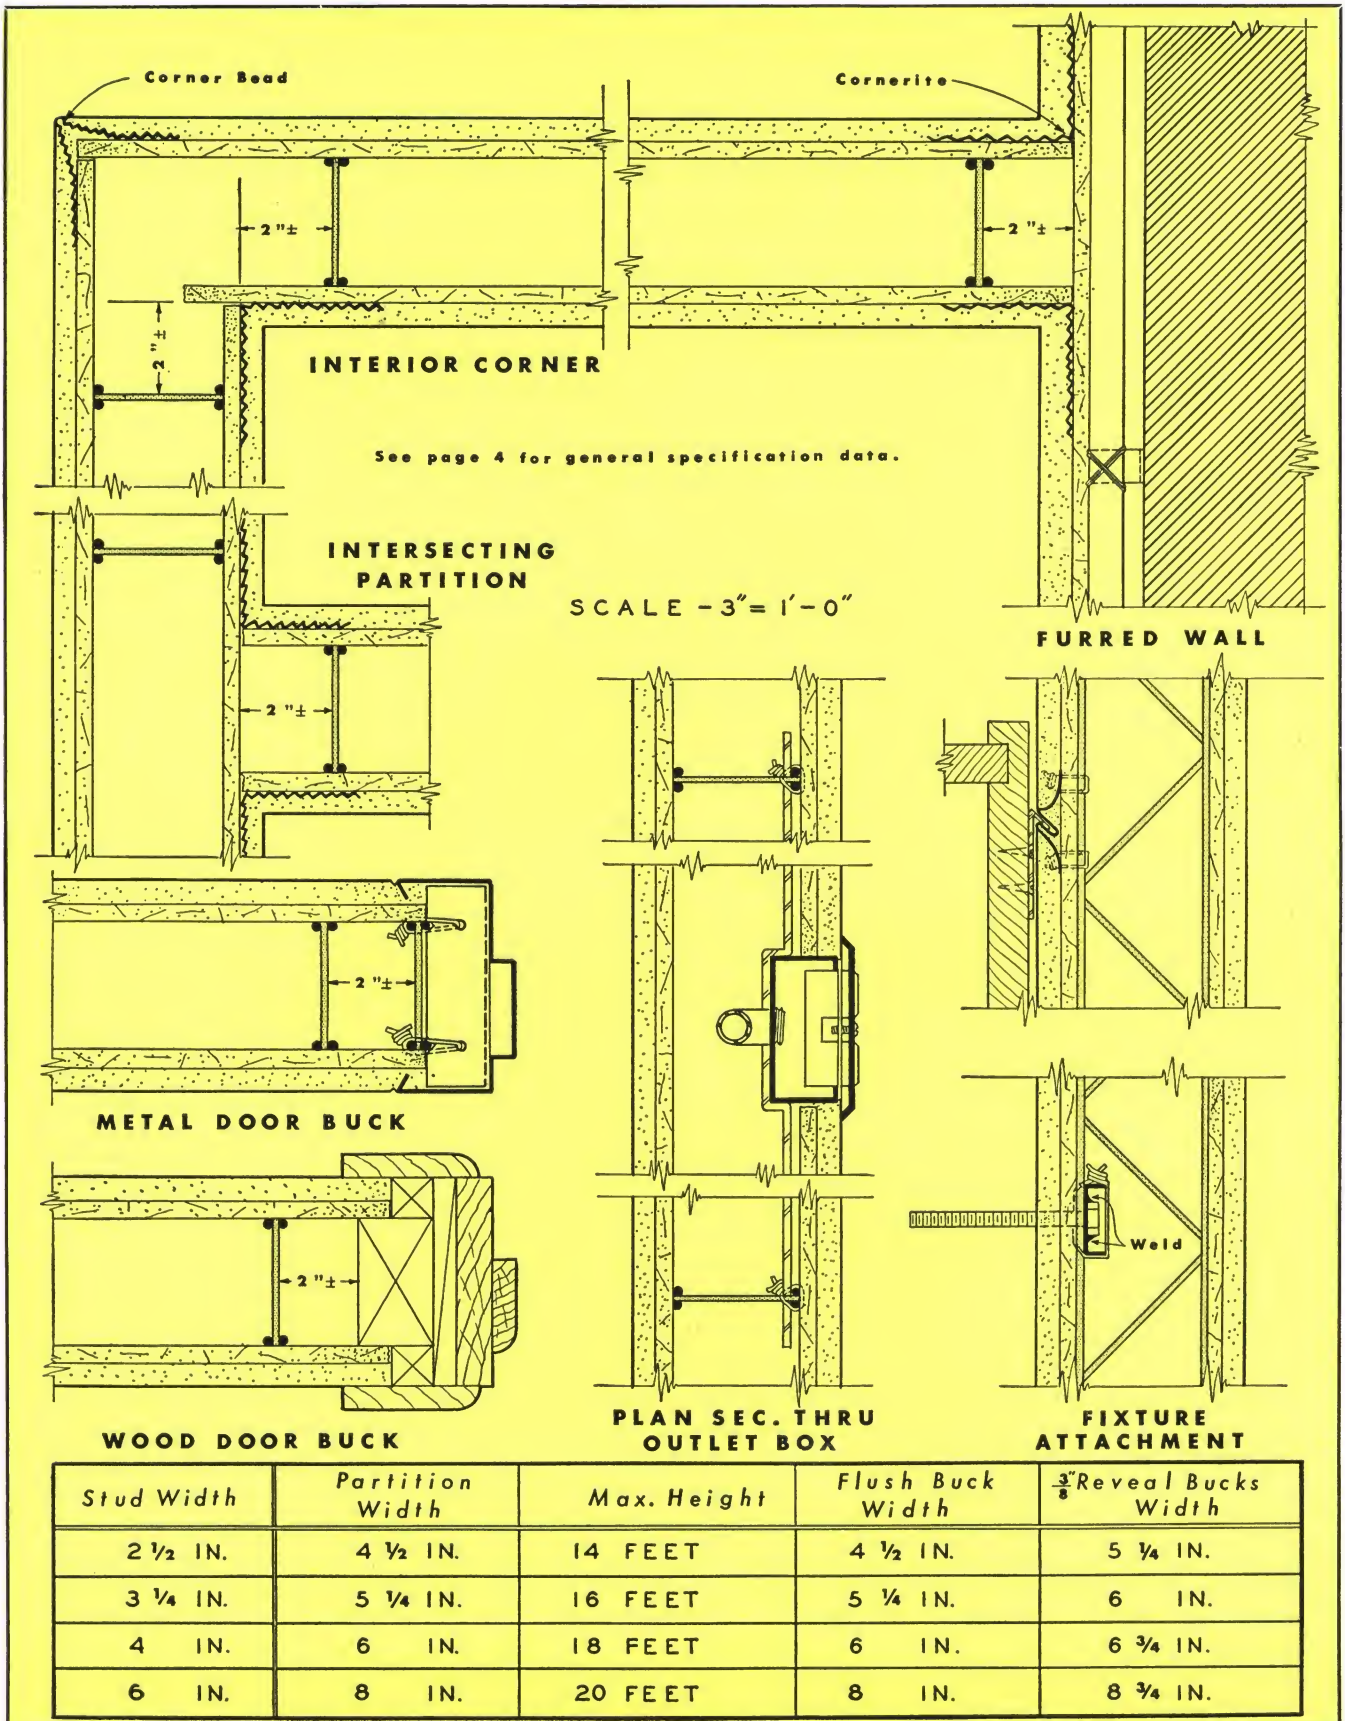 Corner Bead
Cornerite
2"±
2"±
2"±
INTERIOR CORNER
See page 4 for general specification data.
INTERSECTING
PARTITION
SCALE - 3" = 1'-0"
FURRED WALL
2"±
2"±
METAL DOOR BUCK
Weld
2"±
WOOD DOOR BUCK
PLAN SEC. THRU
OUTLET BOX
FIXTURE
ATTACHMENT
Stud Width Partition Width Max. Height Flush Buck Width 3/8" Reveal Bucks Width
2 1/2 IN. 4 1/2 IN. 14 FEET 4 1/2 IN. 5 1/4 IN.
3 1/4 IN. 5 1/4 IN. 16 FEET 5 1/4 IN. 6 IN.
4 IN. 6 IN. 18 FEET 6 IN. 6 3/4 IN.
6 IN. 8 IN. 20 FEET 8 IN. 8 3/4 IN.